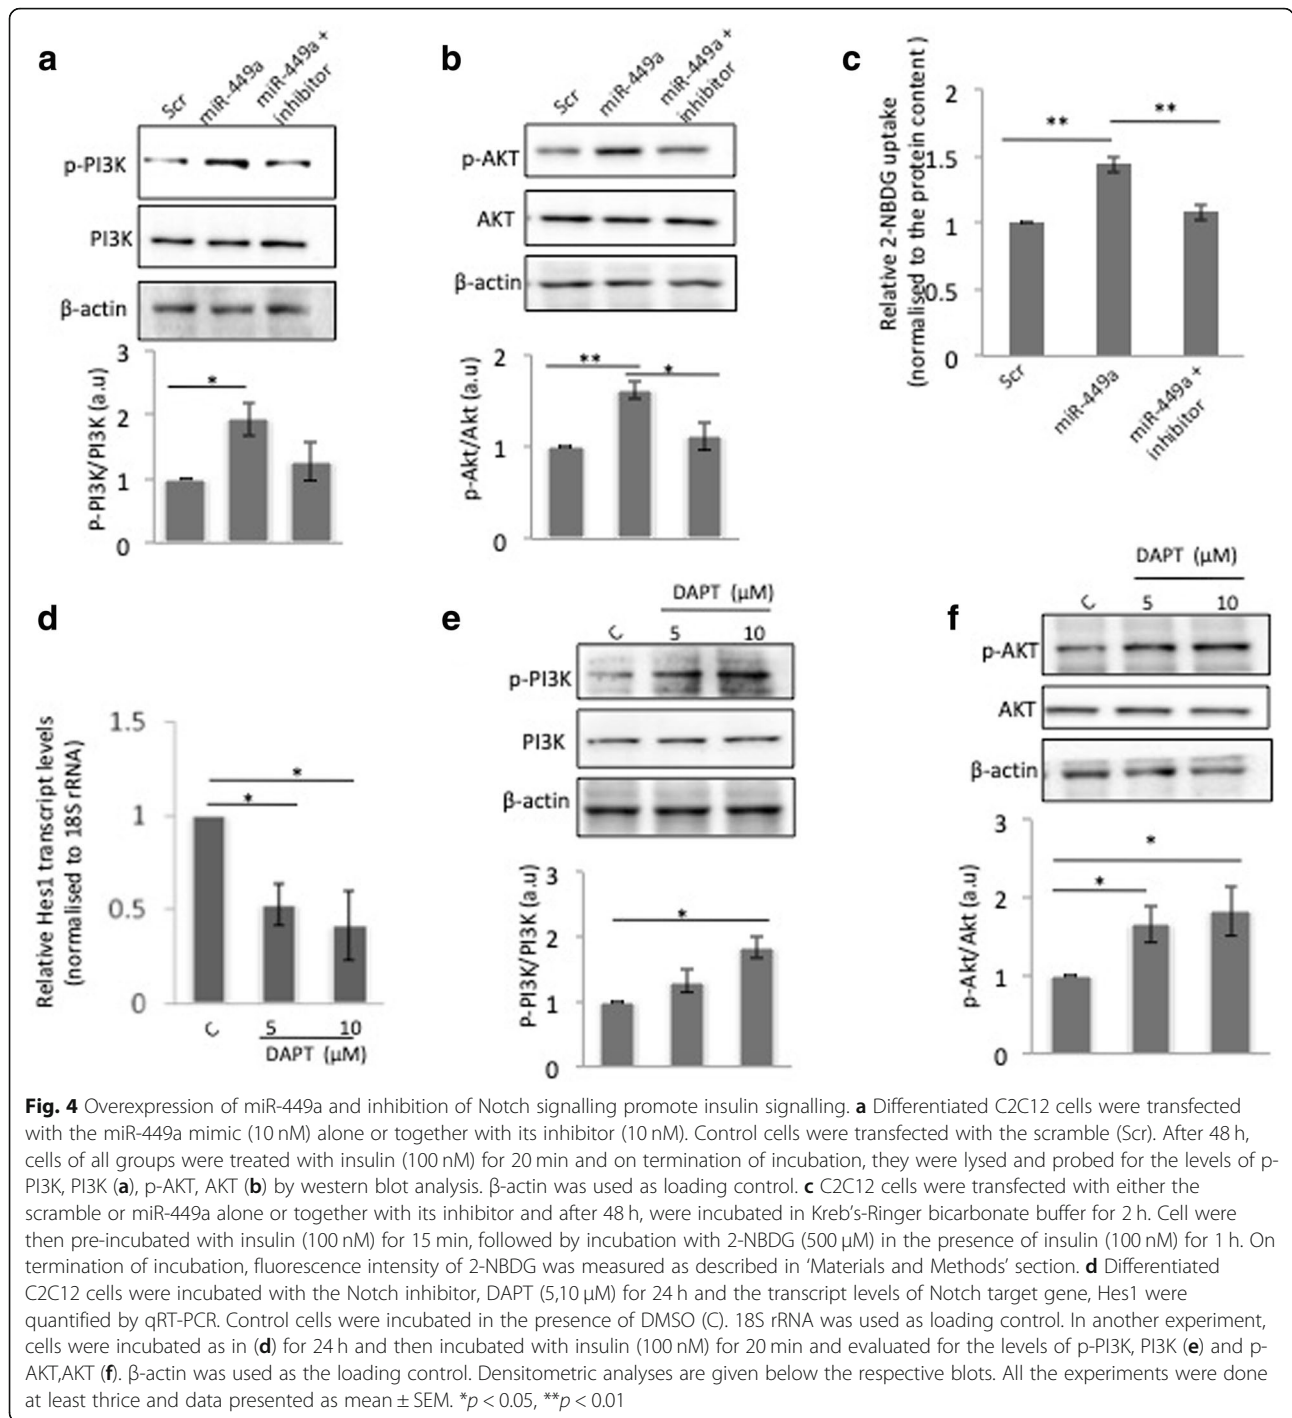 a
Scr
miR-449a
miR-449a +
inhibitor
p-PI3K
PI3K
β-actin
P-PI3K/PI3K (a.u)
3
2
1
0
*
b
Scr
miR-449a
miR-449a +
inhibitor
p-AKT
AKT
β-actin
p-Akt/Akt (a.u)
2
1
0
**
*
c
Relative 2-NBDG uptake
(normalised to the protein content )
2
1.5
1
0.5
0
**
**
Scr
miR-449a
miR-449a +
inhibitor
d
Relative Hes1 transcript levels
(normalised to 18S rRNA)
1.5
1
0.5
0
*
*
C
5
10
DAPT (µM)
e
DAPT (µM)
C
5
10
p-PI3K
PI3K
β-actin
P-PI3K/PI3K (a.u)
3
2
1
0
*
f
DAPT (µM)
C
5
10
p-AKT
AKT
β-actin
p-Akt/Akt (a.u)
3
2
1
0
*
*
Fig. 4 Overexpression of miR-449a and inhibition of Notch signalling promote insulin signalling. a Differentiated C2C12 cells were transfected
with the miR-449a mimic (10 nM) alone or together with its inhibitor (10 nM). Control cells were transfected with the scramble (Scr). After 48 h,
cells of all groups were treated with insulin (100 nM) for 20 min and on termination of incubation, they were lysed and probed for the levels of p-
PI3K, PI3K (a), p-AKT, AKT (b) by western blot analysis. β-actin was used as loading control. c C2C12 cells were transfected with either the
scramble or miR-449a alone or together with its inhibitor and after 48 h, were incubated in Kreb's-Ringer bicarbonate buffer for 2 h. Cell were
then pre-incubated with insulin (100 nM) for 15 min, followed by incubation with 2-NBDG (500 µM) in the presence of insulin (100 nM) for 1 h. On
termination of incubation, fluorescence intensity of 2-NBDG was measured as described in 'Materials and Methods' section. d Differentiated
C2C12 cells were incubated with the Notch inhibitor, DAPT (5,10 µM) for 24 h and the transcript levels of Notch target gene, Hes1 were
quantified by qRT-PCR. Control cells were incubated in the presence of DMSO (C). 18S rRNA was used as loading control. In another experiment,
cells were incubated as in (d) for 24 h and then incubated with insulin (100 nM) for 20 min and evaluated for the levels of p-PI3K, PI3K (e) and p-
AKT,AKT (f). β-actin was used as the loading control. Densitometric analyses are given below the respective blots. All the experiments were done
at least thrice and data presented as mean ± SEM. *p < 0.05, **p < 0.01